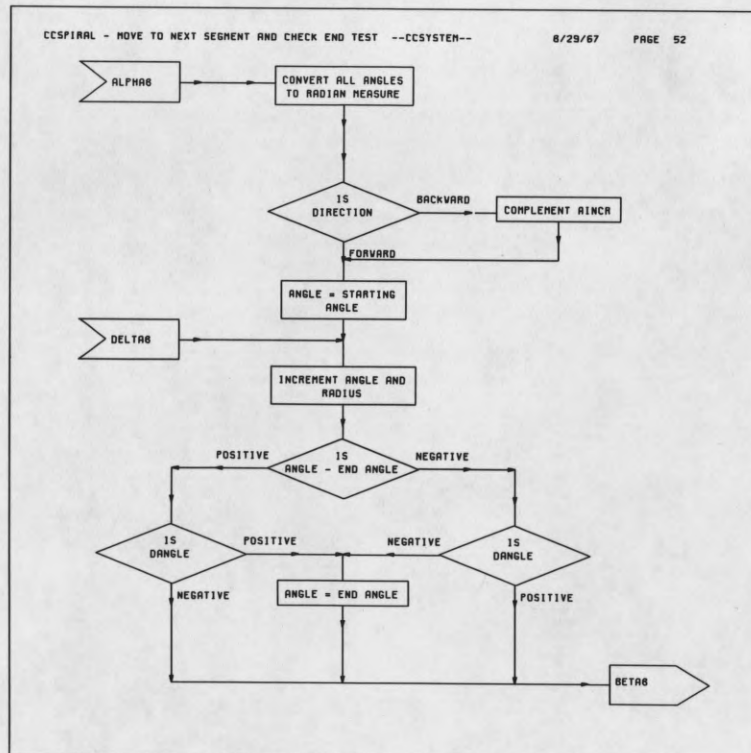 CCSPIRAL - MOVE TO NEXT SEGMENT AND CHECK END TEST --CCSYSTEM-- 8/29/67 PAGE 52
ALPHA6
CONVERT ALL ANGLES
TO RADIAN MEASURE
IS
DIRECTION
BACKWARD
COMPLEMENT AINCR
FORWARD
ANGLE = STARTING
ANGLE
DELTA6
INCREMENT ANGLE AND
RADIUS
POSITIVE
IS
ANGLE - END ANGLE
NEGATIVE
IS
DANGLE
POSITIVE
NEGATIVE
IS
DANGLE
NEGATIVE
ANGLE = END ANGLE
POSITIVE
BETA6